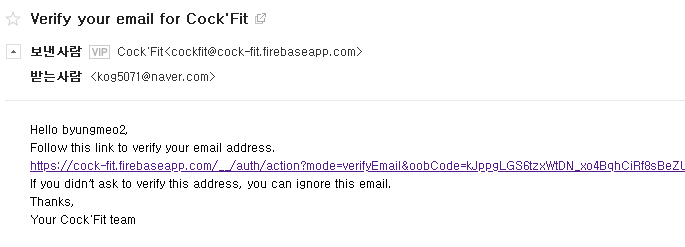 Verify your email for Cock'Fit
보낸사람 VIP Cock'Fit<cockfit@cock-fit.firebaseapp.com>
받는사람 <kog5071@naver.com>
Hello byungmeo2,
Follow this link to verify your email address.
https://cock-fit.firebaseapp.com/__/auth/action?mode=verifyEmail&oobCode=kJppgLGS6tzxWtDN_xo4BqhCiRf8sBeZU
If you didn't ask to verify this address, you can ignore this email.
Thanks,
Your Cock'Fit team